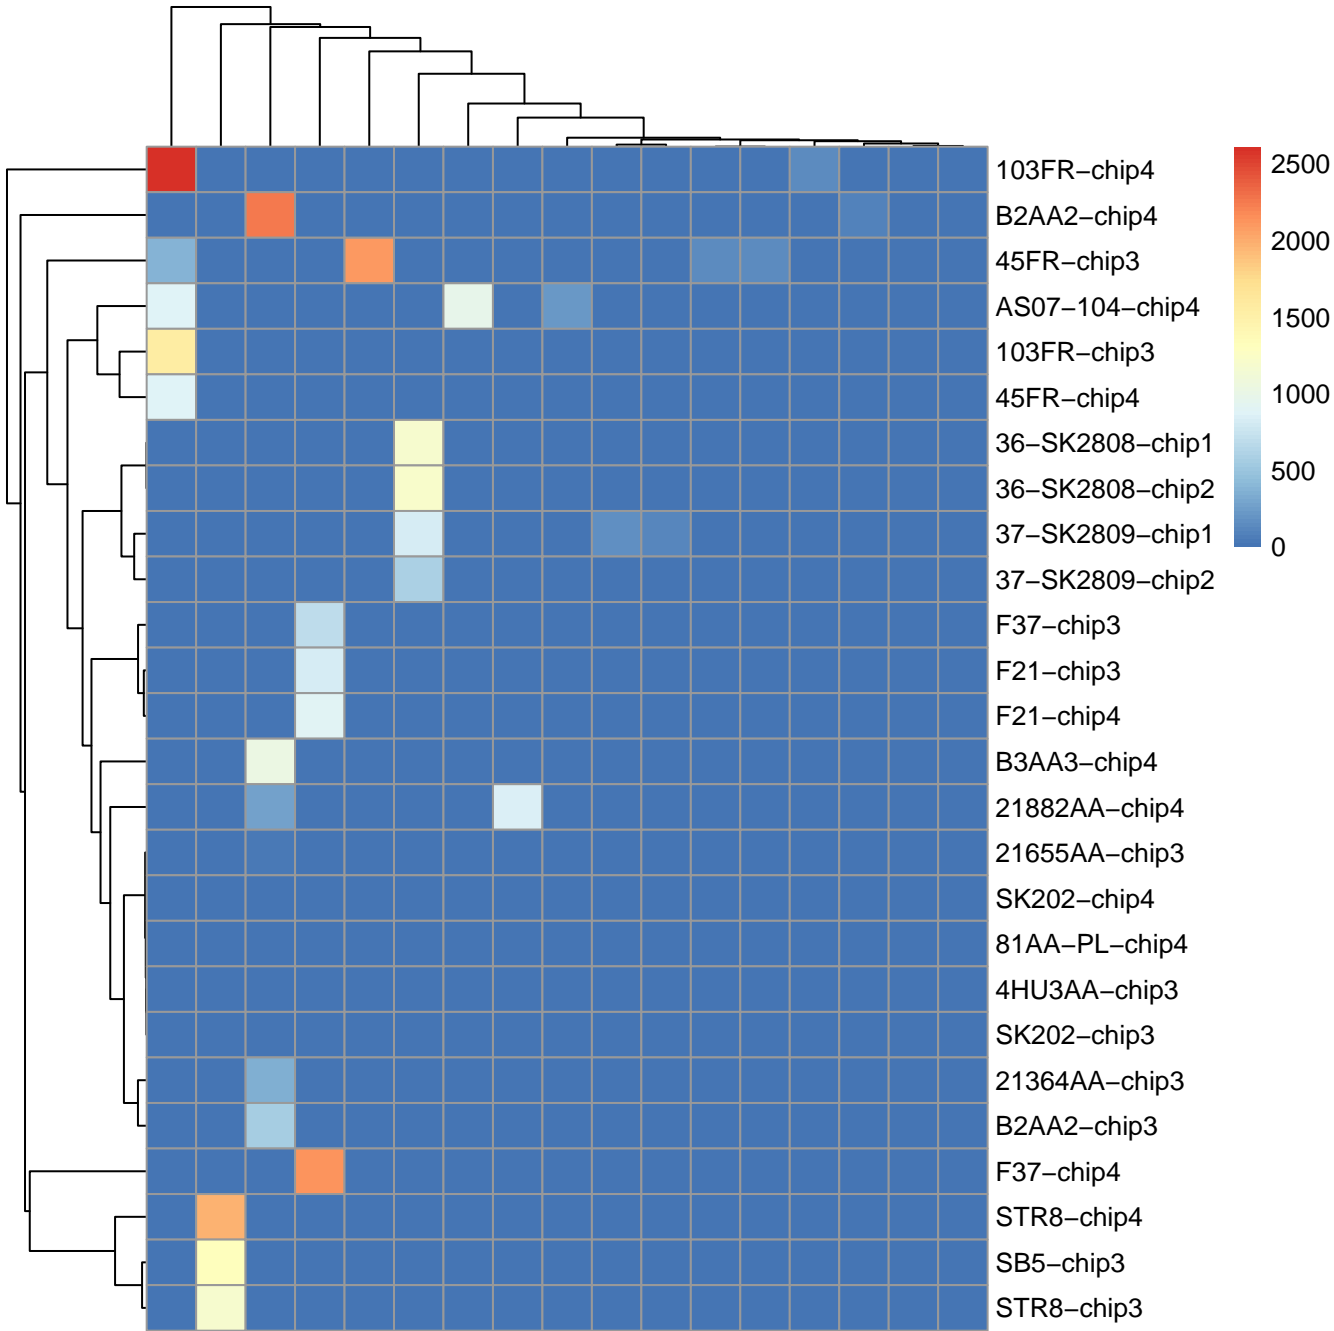 103FR−chip4
B2AA2−chip4
45FR−chip3
AS07−104−chip4
103FR−chip3
45FR−chip4
36−SK2808−chip1
36−SK2808−chip2
37−SK2809−chip1
37−SK2809−chip2
F37−chip3
F21−chip3
F21−chip4
B3AA3−chip4
21882AA−chip4
21655AA−chip3
SK202−chip4
81AA−PL−chip4
4HU3AA−chip3
SK202−chip3
21364AA−chip3
B2AA2−chip3
F37−chip4
STR8−chip4
SB5−chip3
STR8−chip3
2500
2000
1500
1000
500
0